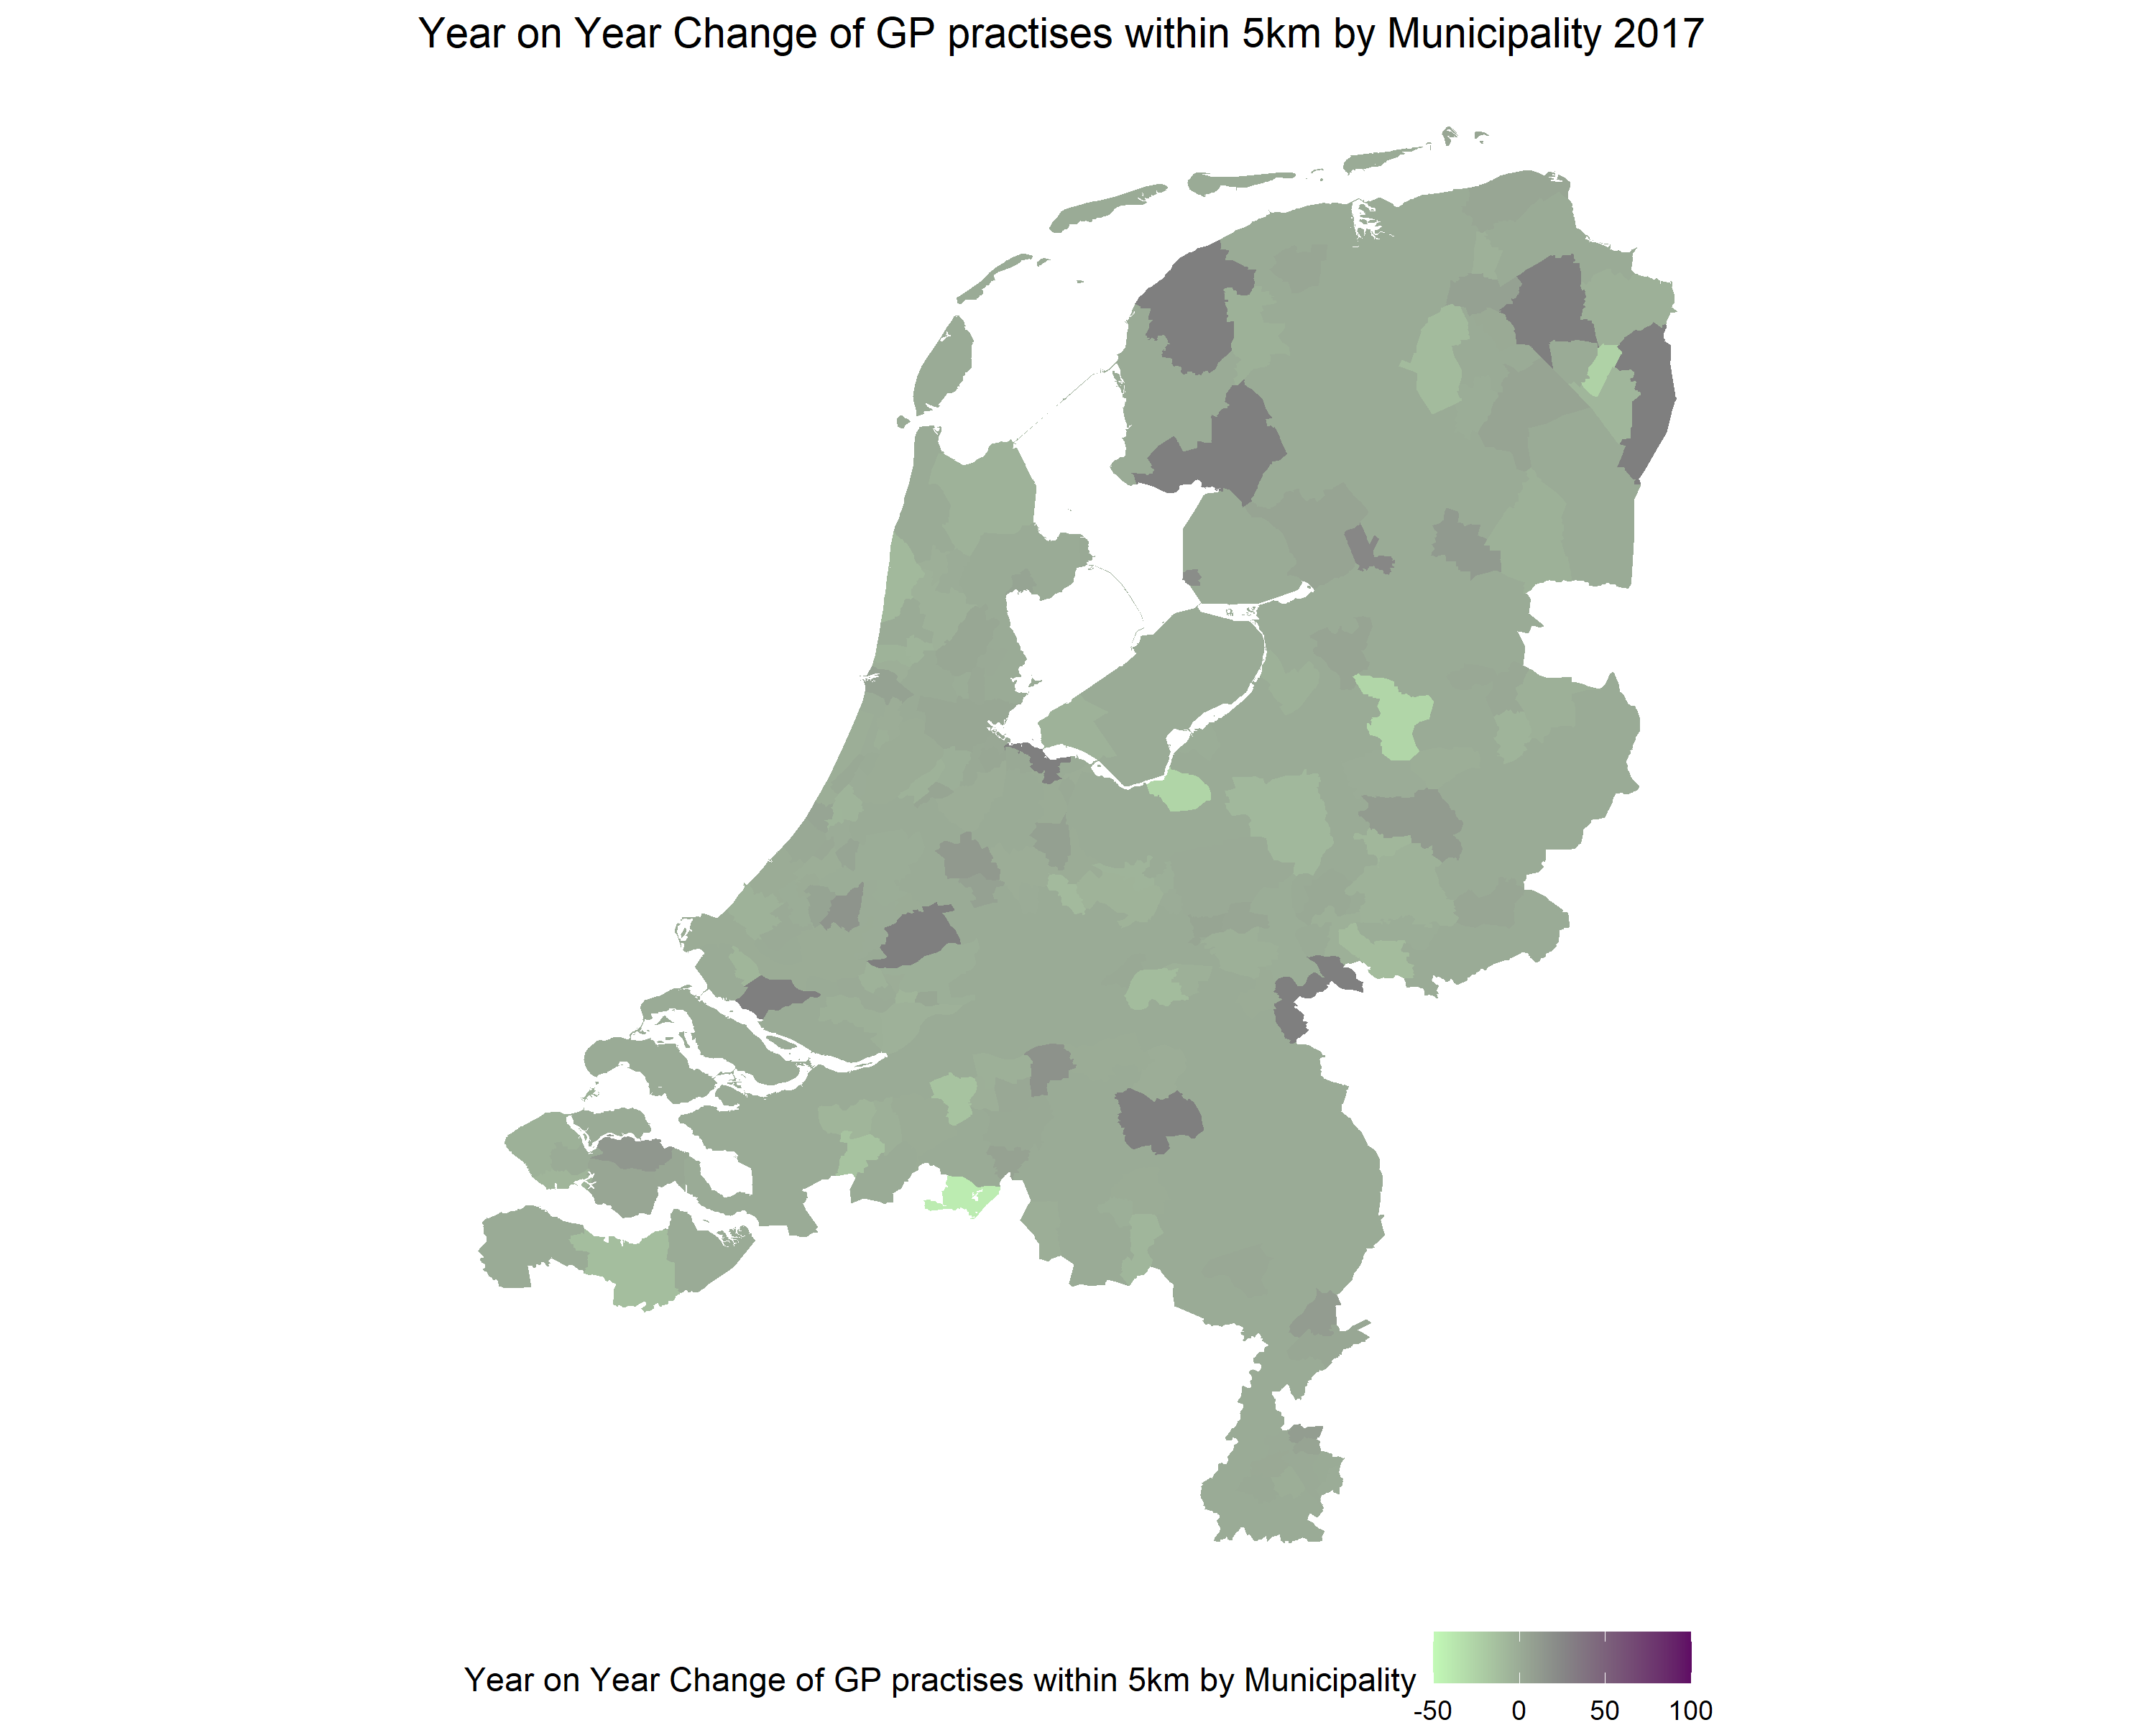 Year on Year Change of GP practises within 5km by Municipality 2017
Year on Year Change of GP practises within 5km by Municipality
-50 0 50 100